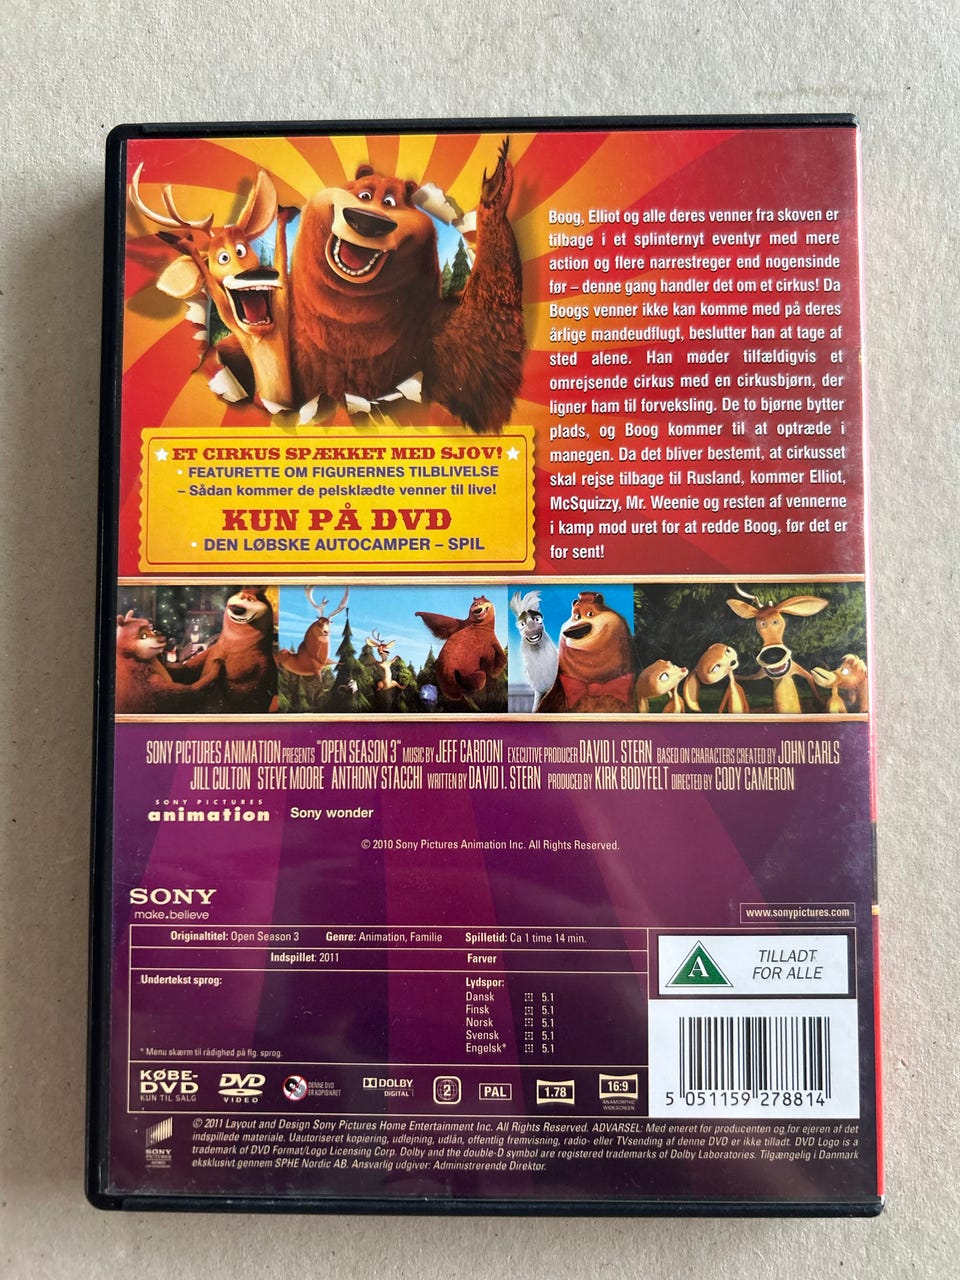 Boog, Elliot og alle deres venner fra skoven er
tilbage i et splinternyt eventyr med mere
action og flere narrestreger end nogensinde
før – denne gang handler det om et cirkus! Da
Boogs venner ikke kan komme med på deres
årlige mandeudflugt, beslutter han at tage af
sted alene. Han møder tilfældigvis et
omrejsende cirkus med en cirkusbjørn, der
ligner ham til forveksling. De to bjørne bytter
plads, og Boog kommer til at optræde i
manegen. Da det bliver bestemt, at cirkusset
skal rejse tilbage til Rusland, kommer Elliot,
McSquizzy, Mr. Weenie og resten af vennerne
i kamp mod uret for at redde Boog, før det er
for sent!
ET CIRKUS SPÆKKET MED SJOV!
• FEATURETTE OM FIGURERNES TILBLIVELSE
– Sådan kommer de pelsklædte venner til live!
KUN PÅ DVD
• DEN LØBSKE AUTOCAMPER – SPIL
SONY PICTURES ANIMATION PRESENTS "OPEN SEASON 3" MUSIC BY JEFF CARDONI EXECUTIVE PRODUCER DAVID I. STERN BASED ON CHARACTERS CREATED BY JOHN CARLS
JILL CULTON STEVE MOORE ANTHONY STACCHI WRITTEN BY DAVID I. STERN PRODUCED BY KIRK BODYFELT DIRECTED BY CODY CAMERON
SONY PICTURES
animation
Sony wonder
© 2010 Sony Pictures Animation Inc. All Rights Reserved.
SONY
make.believe
www.sonypictures.com
Originaltitel: Open Season 3 Genre: Animation, Familie Spilletid: Ca 1 time 14 min.
Indspillet: 2011 Farver
Undertekst sprog:
Lydspor:
Dansk 5.1
Finsk 5.1
Norsk 5.1
Svensk 5.1
Engelsk* 5.1
* Menu skærm til rådighed på flg. sprog.
A
TILLADT
FOR ALLE
KØBE-
DVD
KUN TIL SALG
DVD
VIDEO
DENNE DVD
ER KOPISIKRET
DOLBY
DIGITAL
2
PAL
1.78
16:9
ANAMORPHIC
WIDESCREEN
5 051159 278814
SONY
PICTURES
© 2011 Layout and Design Sony Pictures Home Entertainment Inc. All Rights Reserved. ADVARSEL: Med eneret for producenten og for ejeren af det
indspillede materiale. Uautoriseret kopiering, udlejning, udlån, offentlig fremvisning, radio- eller TVsending af denne DVD er ikke tilladt. DVD Logo is a
trademark of DVD Format/Logo Licensing Corp. Dolby and the double-D symbol are registered trademarks of Dolby Laboratories. Tilgængelig i Danmark
eksklusivt gennem SPHE Nordic AB. Ansvarlig udgiver: Administrerende Direktor.